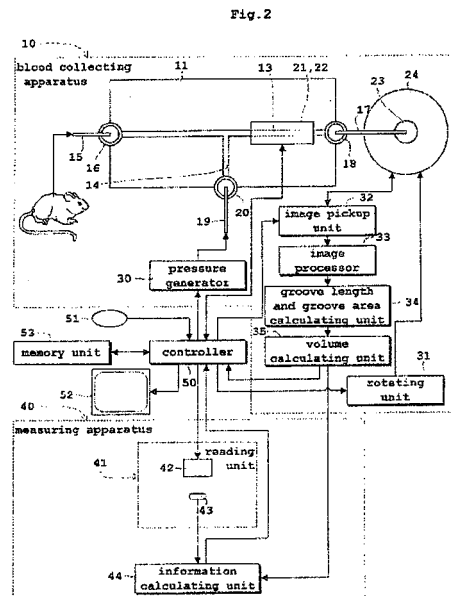 Fig.2
10
blood collecting
apparatus
11
13
21,22
23
24
17
15
16
14
18
20
19
32
image pickup
unit
33
image
processor
30
pressure
generator
groove length
and groove area
calculating unit
34
35
volume
calculating unit
51
53
memory unit
controller
50
52
31
rotating
unit
40
measuring apparatus
reading
unit
41
42
43
information
calculating unit
44